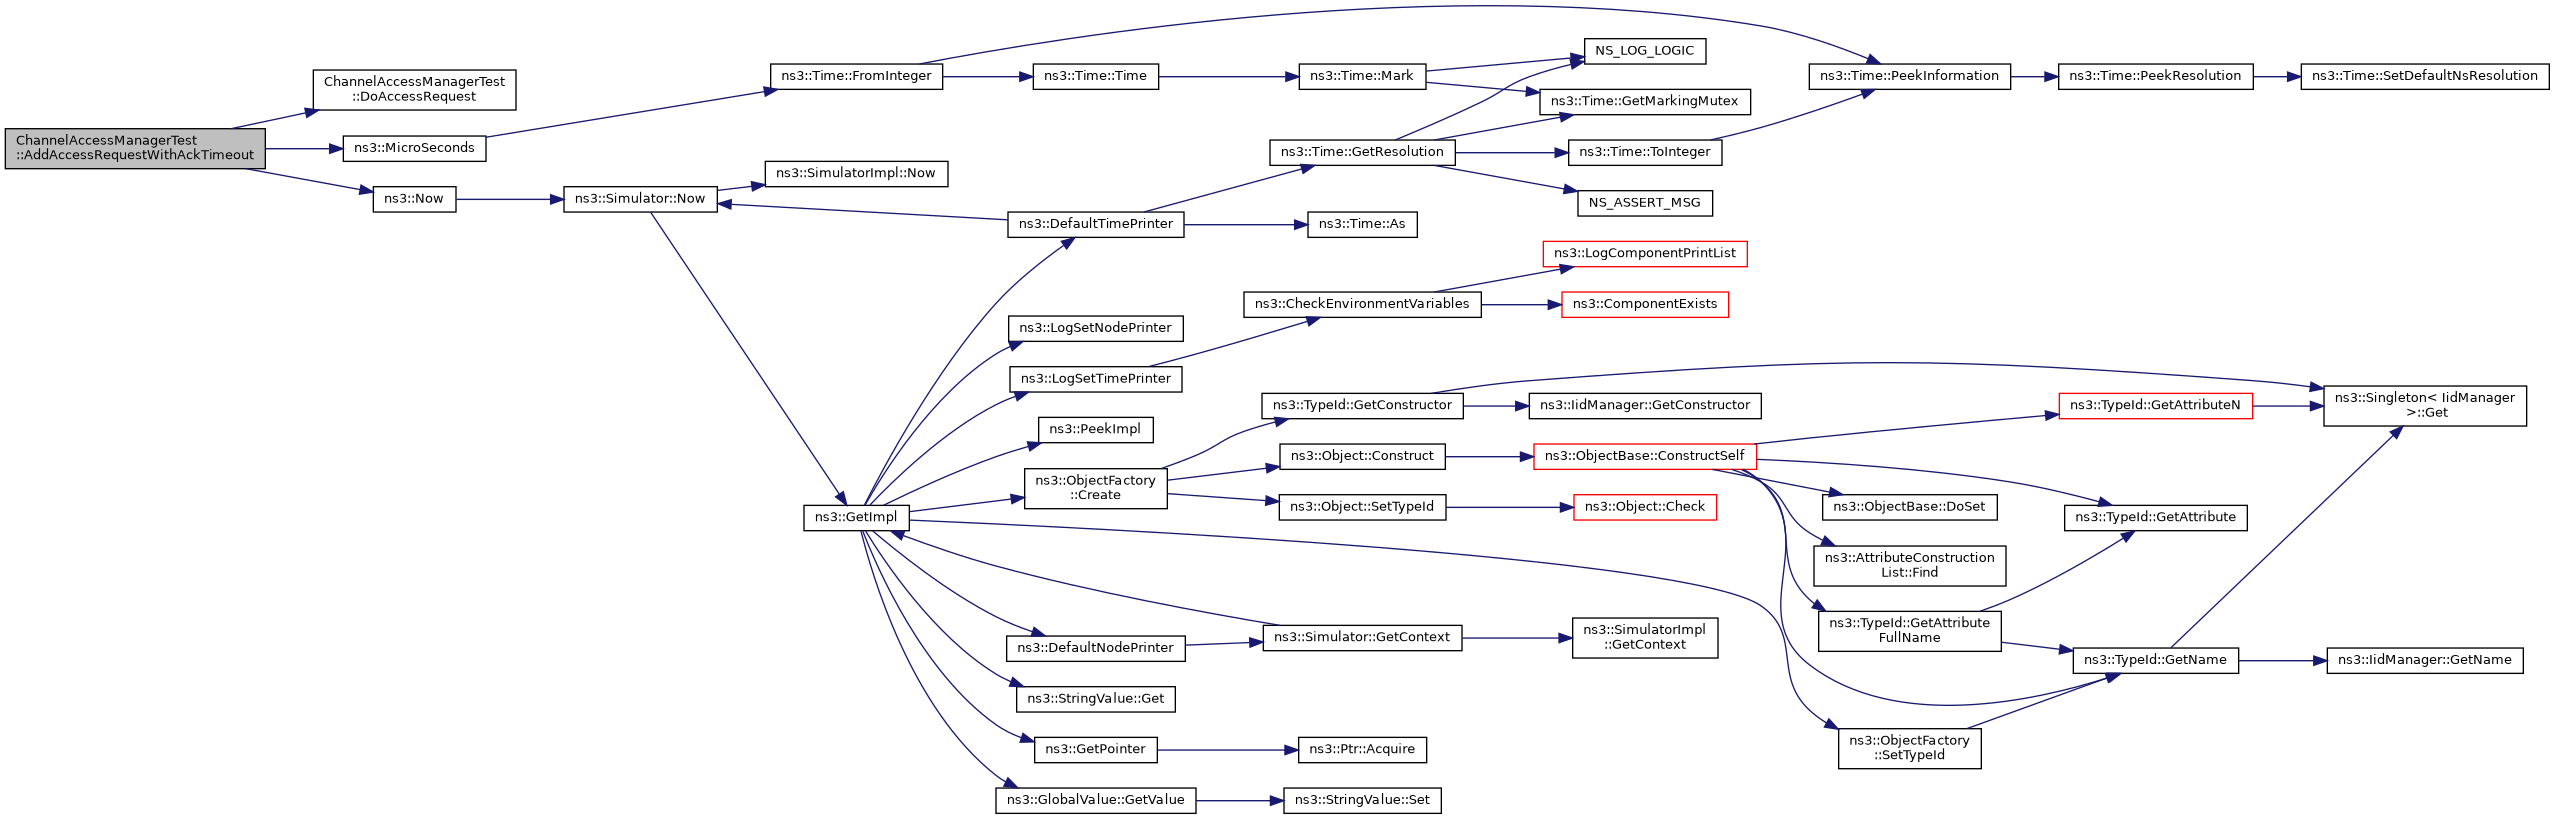 ChannelAccessManagerTest
::AddAccessRequestWithAckTimeout
ChannelAccessManagerTest
::DoAccessRequest
ns3::MicroSeconds
ns3::Now
ns3::Time::FromInteger
ns3::Time::Time
ns3::Time::Mark
NS_LOG_LOGIC
ns3::Time::GetMarkingMutex
ns3::Time::PeekInformation
ns3::Time::PeekResolution
ns3::Time::SetDefaultNsResolution
ns3::Simulator::Now
ns3::SimulatorImpl::Now
ns3::DefaultTimePrinter
ns3::Time::GetResolution
ns3::Time::ToInteger
NS_ASSERT_MSG
ns3::Time::As
ns3::GetImpl
ns3::LogSetNodePrinter
ns3::LogSetTimePrinter
ns3::CheckEnvironmentVariables
ns3::LogComponentPrintList
ns3::ComponentExists
ns3::PeekImpl
ns3::ObjectFactory
::Create
ns3::TypeId::GetConstructor
ns3::IidManager::GetConstructor
ns3::Singleton< IidManager
>::Get
ns3::Object::Construct
ns3::ObjectBase::ConstructSelf
ns3::TypeId::GetAttributeN
ns3::Object::SetTypeId
ns3::Object::Check
ns3::ObjectBase::DoSet
ns3::TypeId::GetAttribute
ns3::AttributeConstruction
List::Find
ns3::TypeId::GetAttribute
FullName
ns3::TypeId::GetName
ns3::IidManager::GetName
ns3::DefaultNodePrinter
ns3::Simulator::GetContext
ns3::SimulatorImpl
::GetContext
ns3::StringValue::Get
ns3::GetPointer
ns3::Ptr::Acquire
ns3::ObjectFactory
::SetTypeId
ns3::GlobalValue::GetValue
ns3::StringValue::Set